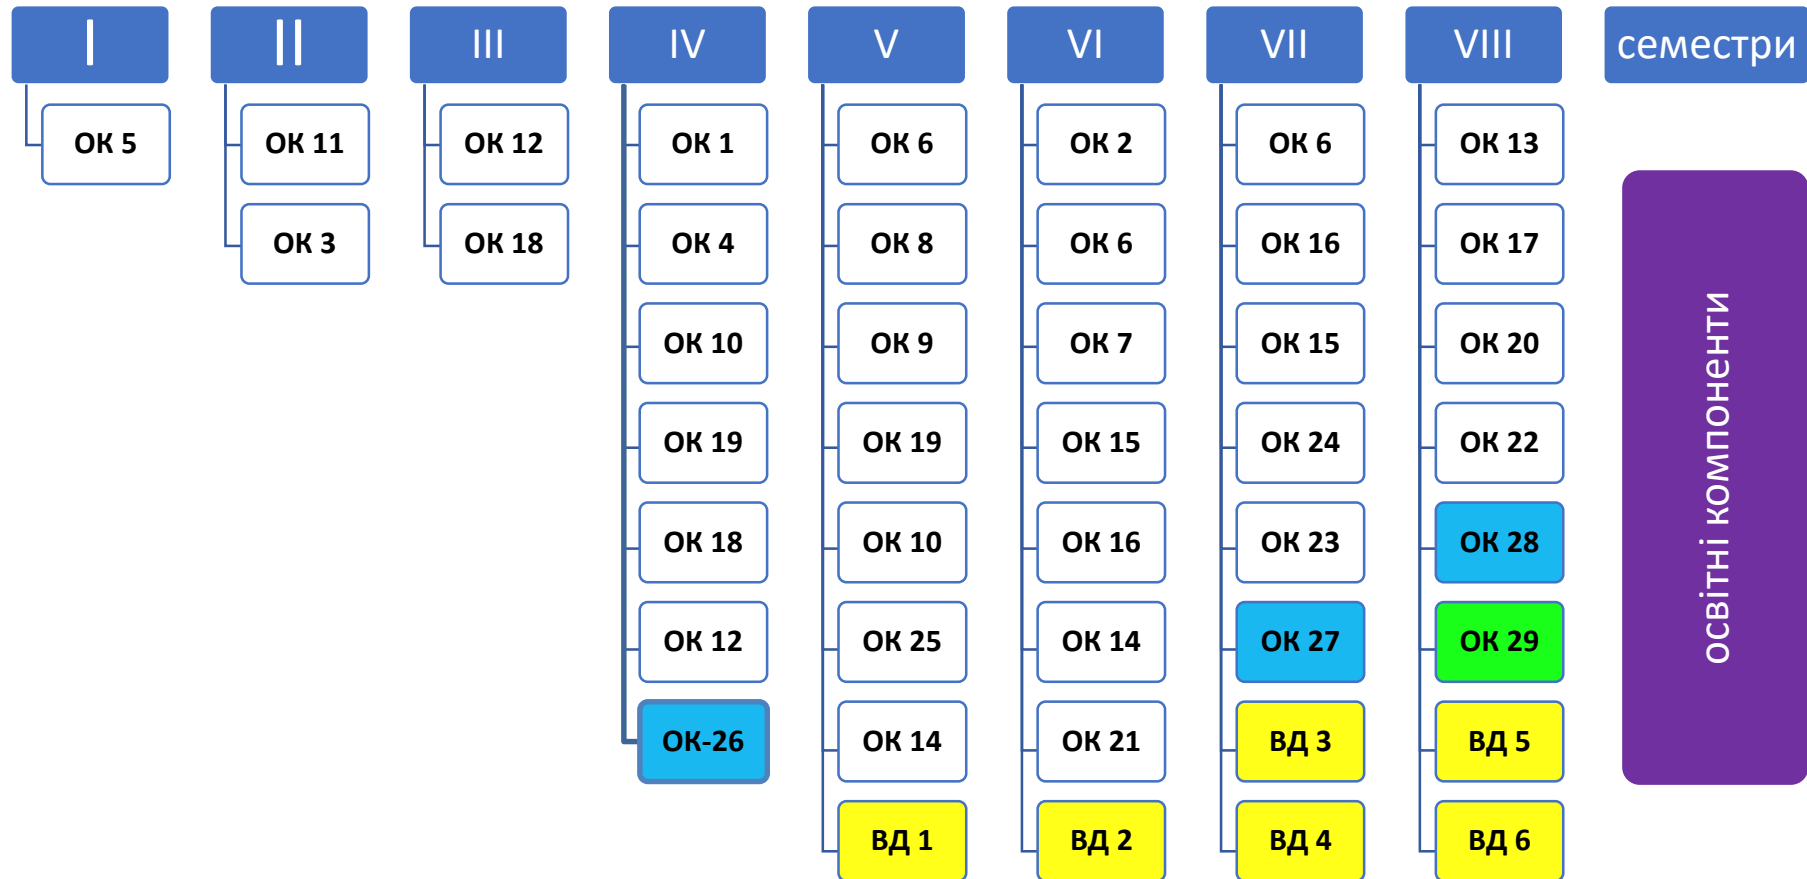 I
II
III
IV
V
VI
VII
VIII
семестри
ОК 5
ОК 11
ОК 3
ОК 12
ОК 18
ОК 1
ОК 4
ОК 10
ОК 19
ОК 18
ОК 12
ОК-26
ОК 6
ОК 8
ОК 9
ОК 19
ОК 10
ОК 25
ОК 14
ВД 1
ОК 2
ОК 6
ОК 7
ОК 15
ОК 16
ОК 14
ОК 21
ВД 2
ОК 6
ОК 16
ОК 15
ОК 24
ОК 23
ОК 27
ВД 3
ВД 4
ОК 13
ОК 17
ОК 20
ОК 22
ОК 28
ОК 29
ВД 5
ВД 6
освітні компоненти